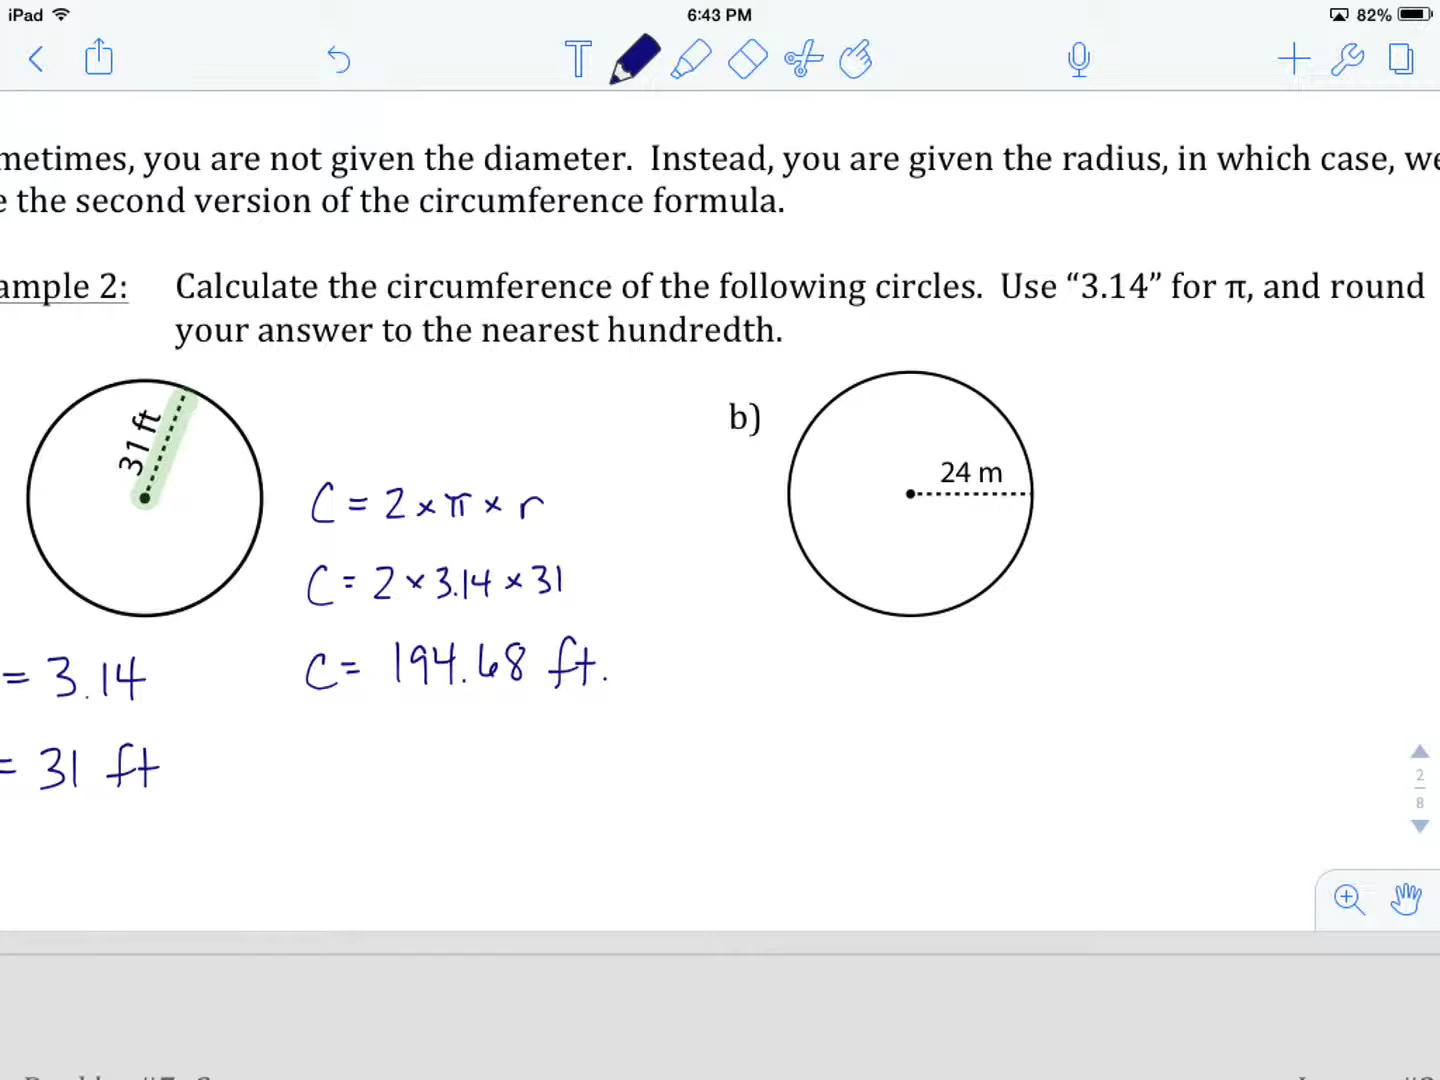 iPad 6:43 PM 82%
T
metimes, you are not given the diameter. Instead, you are given the radius, in which case, we
e the second version of the circumference formula.
ample 2: Calculate the circumference of the following circles. Use “3.14” for π, and round
your answer to the nearest hundredth.
31 ft
C = 2 × π × r
C = 2 × 3.14 × 31
C = 194.68 ft.
= 3.14
= 31 ft
b)
24 m
2
8